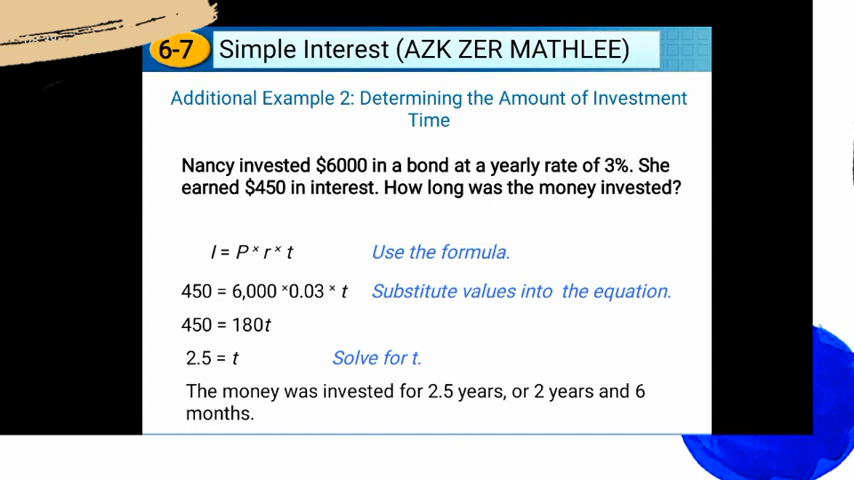 6-7 Simple Interest (AZK ZER MATHLEE)
Additional Example 2: Determining the Amount of Investment
Time
Nancy invested $6000 in a bond at a yearly rate of 3%. She
earned $450 in interest. How long was the money invested?
I = P × r × t Use the formula.
450 = 6,000 ×0.03 × t Substitute values into the equation.
450 = 180t
2.5 = t Solve for t.
The money was invested for 2.5 years, or 2 years and 6
months.